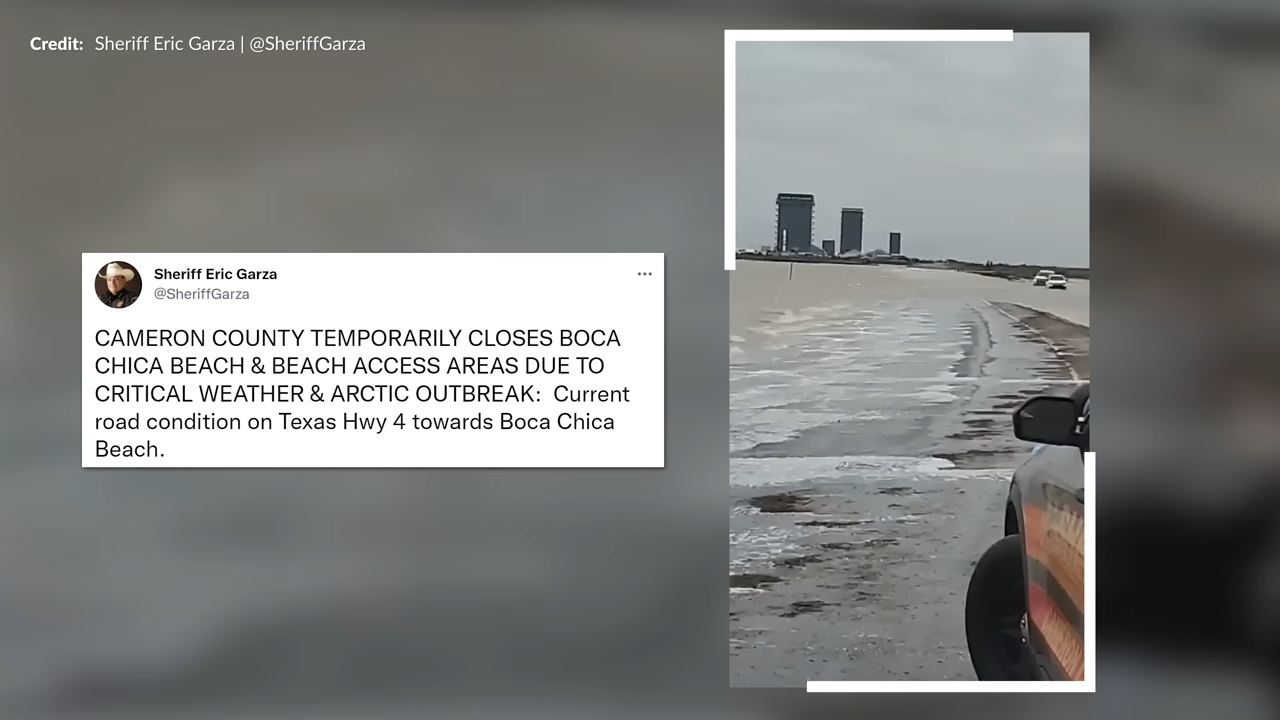 Credit: Sheriff Eric Garza | @SheriffGarza
Sheriff Eric Garza
@SheriffGarza
CAMERON COUNTY TEMPORARILY CLOSES BOCA
CHICA BEACH & BEACH ACCESS AREAS DUE TO
CRITICAL WEATHER & ARCTIC OUTBREAK: Current
road condition on Texas Hwy 4 towards Boca Chica
Beach.